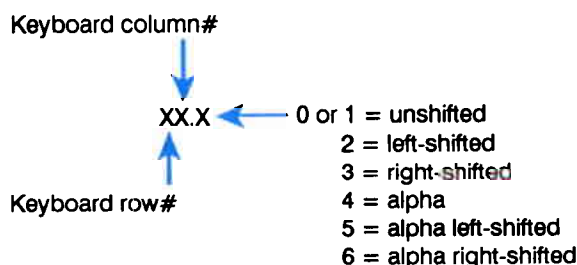 Keyboard column#
XX.X
0 or 1 = unshifted
2 = left-shifted
3 = right-shifted
4 = alpha
Keyboard row#
5 = alpha left-shifted
6 = alpha right-shifted